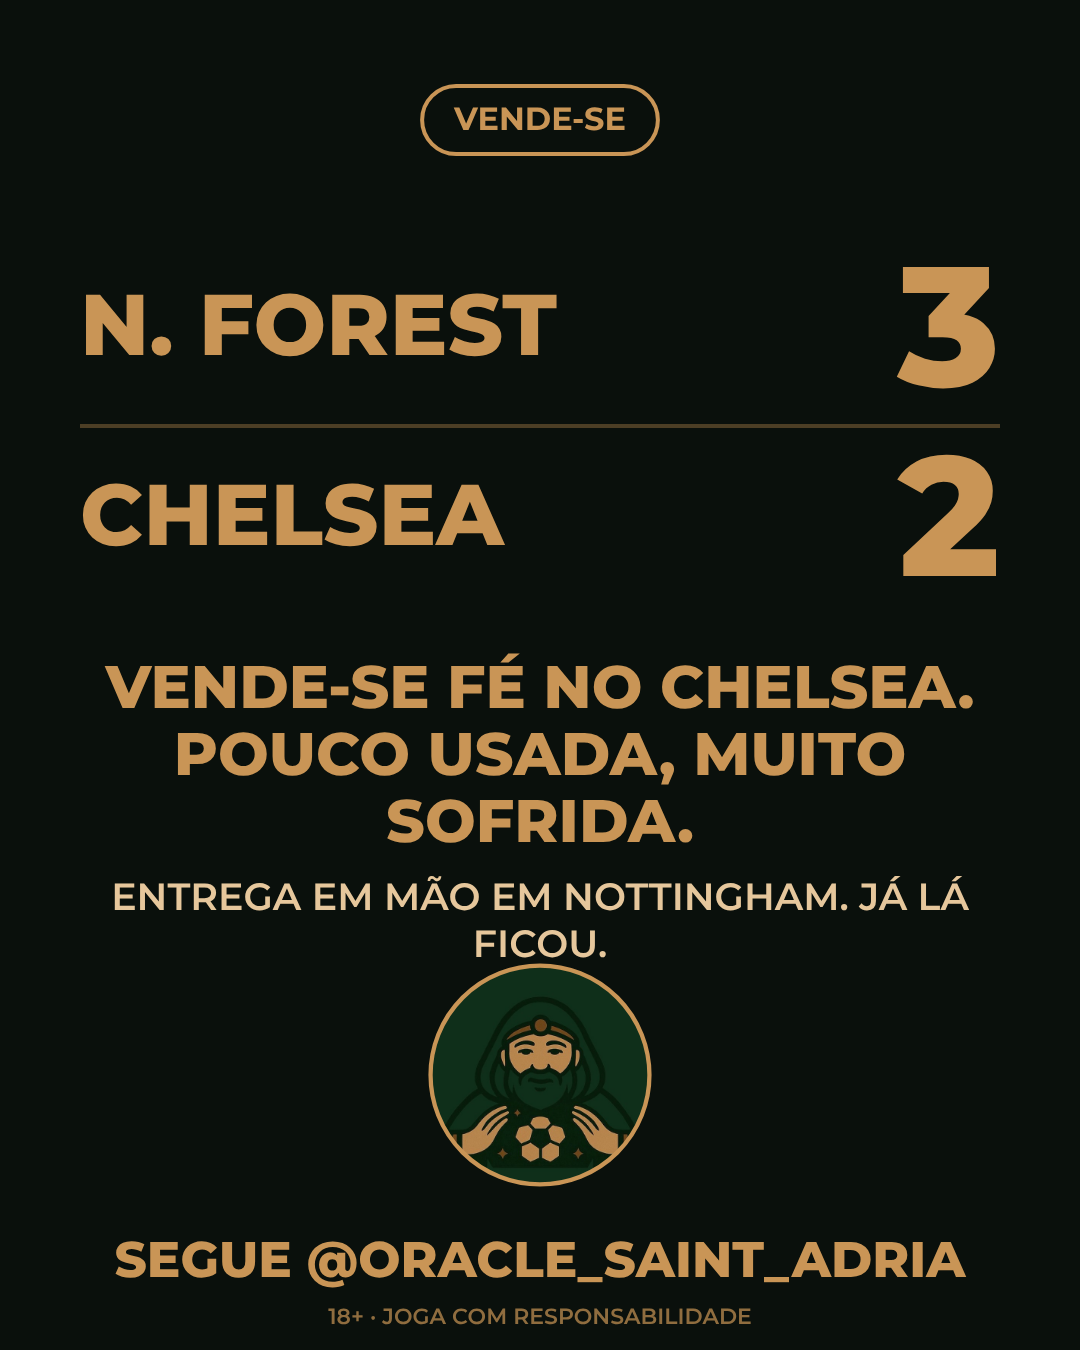 VENDE-SE
N. FOREST 3
CHELSEA 2
VENDE-SE FÉ NO CHELSEA.
POUCO USADA, MUITO
SOFRIDA.
ENTREGA EM MÃO EM NOTTINGHAM. JÁ LÁ
FICOU.
SEGUE @ORACLE_SAINT_ADRIA
18+ · JOGA COM RESPONSABILIDADE